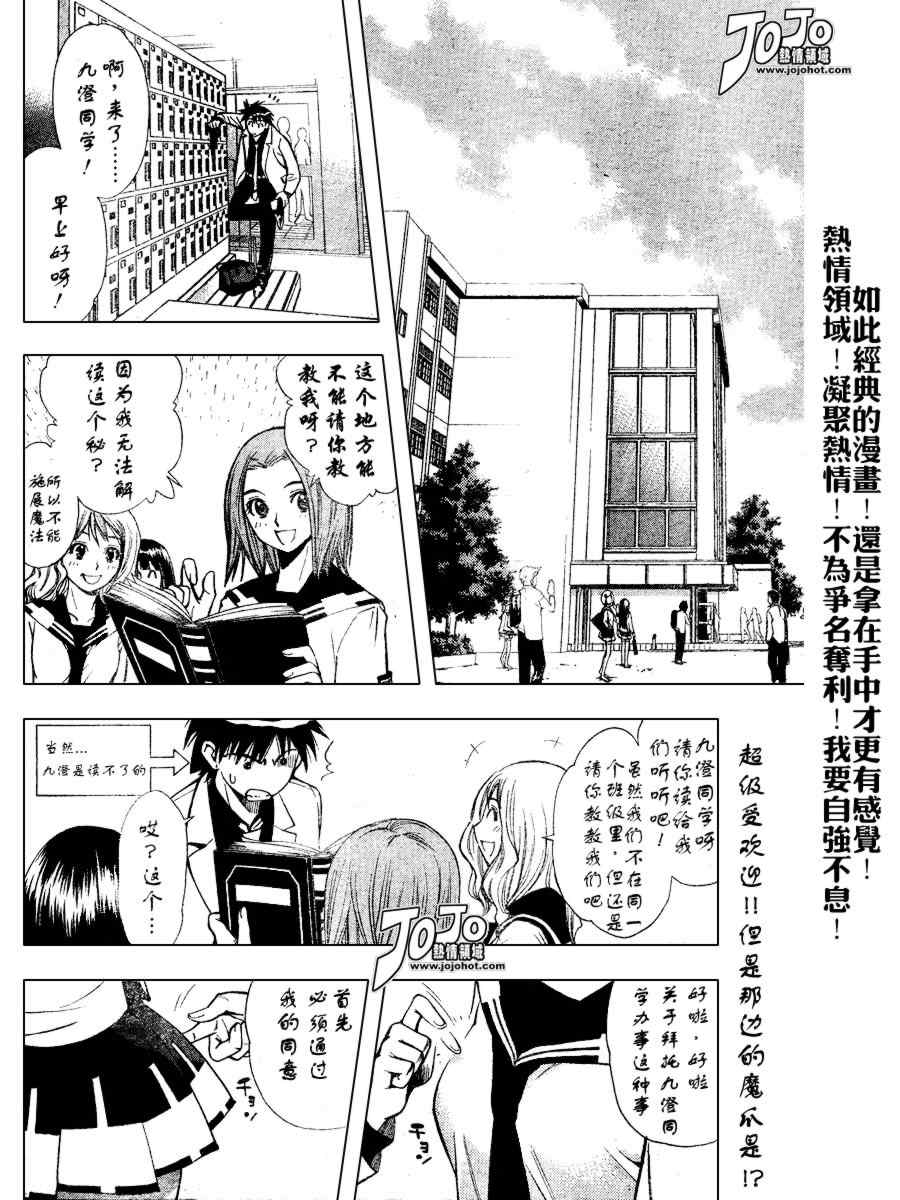 JOJO
熱情領域
www.jojohot.com
如此經典的漫畫！還是拿在手中才更有感覺！
熱情領域！凝聚熱情！不為爭名奪利！我要自強不息！
啊，来了……
九澄同学！
早上好呀！
这个地方能
不能请你教
教我呀？
因为我无法解
读这个秘？
所以不能
施展魔法
九澄同学呀
请你读给我
们听听吧！
虽然我们不在同一
个班级里，但还是
请你教教我们吧
当然...
九澄是读不了的
哎？这个…
超级受欢迎!!但是那边的魔爪是!?
JOJO
熱情領域
www.jojohot.com
好啦，好啦
关于拜托九澄同
学办事这种事
チョン
首先
必须通过
我的同意
チョン